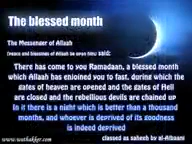 The blessed month
The Messenger of Allaah
(peace and blessings of Allaah be upon him) said:
There has come to you Ramadaan, a blessed month
which Allaah has enjoined you to fast, during which the
gates of heaven are opened and the gates of Hell
are closed and the rebellious devils are chained up
In it there is a night which is better than a thousand
months, and whoever is deprived of its goodness
is indeed deprived
classed as saheeh by al-Albaani
www.wathakker.com